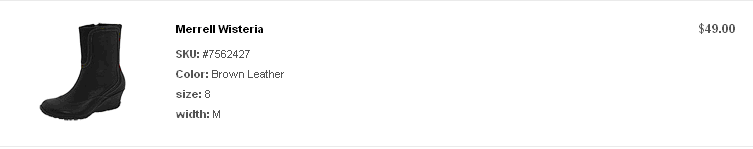 Merrell Wisteria
$49.00
SKU: #7562427
Color: Brown Leather
size: 8
width: M